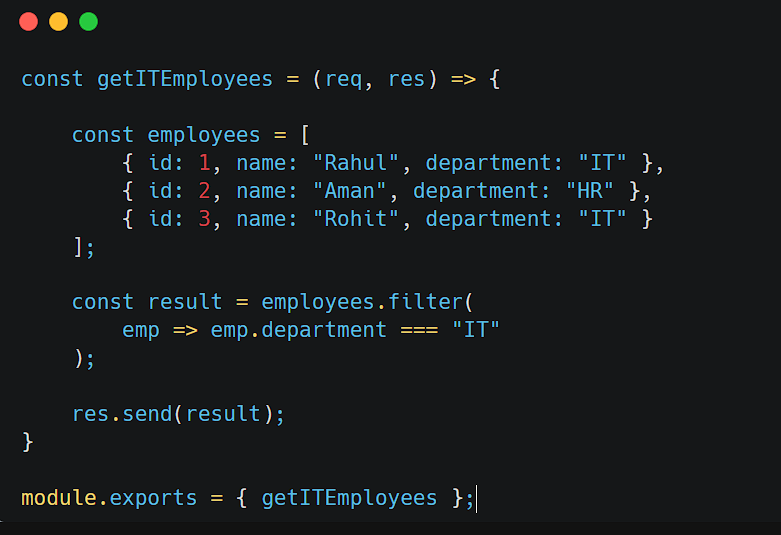 const getITEmployees = (req, res) => {
    const employees = [
        { id: 1, name: "Rahul", department: "IT" },
        { id: 2, name: "Aman", department: "HR" },
        { id: 3, name: "Rohit", department: "IT" }
    ];
    const result = employees.filter(
        emp => emp.department === "IT"
    );
    res.send(result);
}
module.exports = { getITEmployees };